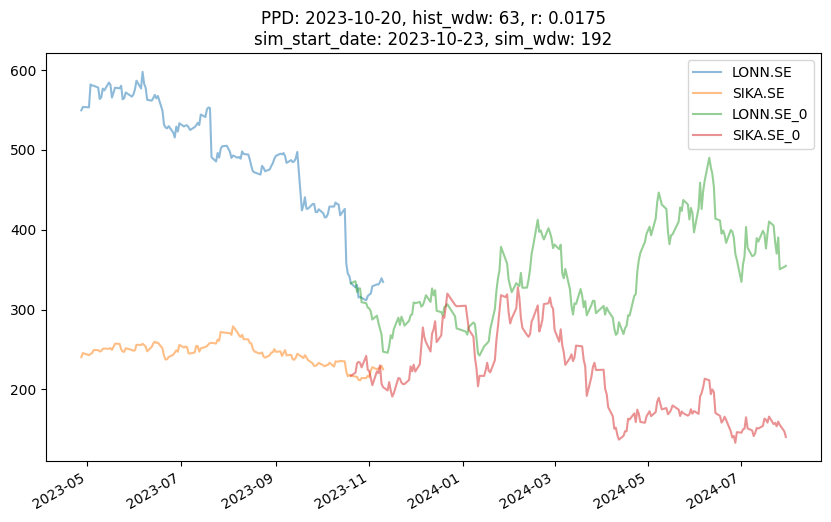 PPD: 2023-10-20, hist_wdw: 63, r: 0.0175
sim_start_date: 2023-10-23, sim_wdw: 192
LONN.SE
SIKA.SE
LONN.SE_0
SIKA.SE_0
600
500
400
300
200
2023-05
2023-07
2023-09
2023-11
2024-01
2024-03
2024-05
2024-07